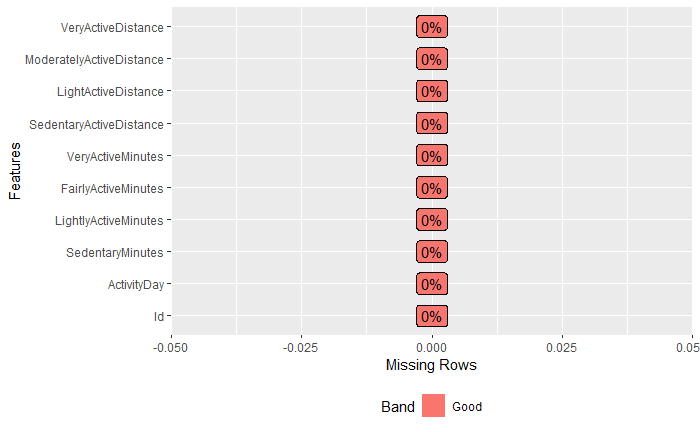 VeryActiveDistance 0%
ModeratelyActiveDistance 0%
LightActiveDistance 0%
SedentaryActiveDistance 0%
VeryActiveMinutes 0%
FairlyActiveMinutes 0%
LightlyActiveMinutes 0%
SedentaryMinutes 0%
ActivityDay 0%
Id 0%
Features
-0.050 -0.025 0.000 0.025 0.05
Missing Rows
Band Good